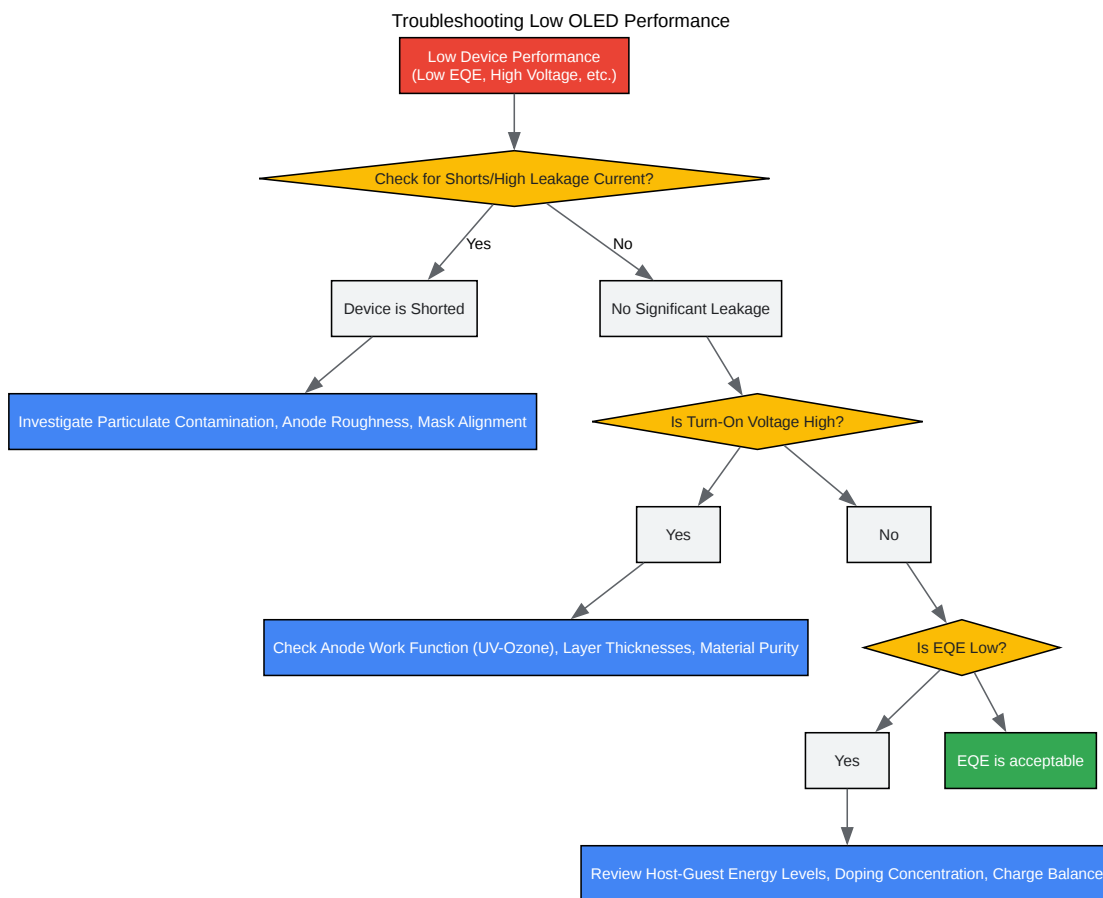 Troubleshooting Low OLED Performance
Low Device Performance
(Low EQE, High Voltage, etc.)
Check for Shorts/High Leakage Current?
Yes
No
Device is Shorted
No Significant Leakage
Investigate Particulate Contamination, Anode Roughness, Mask Alignment
Is Turn-On Voltage High?
Yes
No
Check Anode Work Function (UV-Ozone), Layer Thicknesses, Material Purity
Is EQE Low?
Yes
EQE is acceptable
Review Host-Guest Energy Levels, Doping Concentration, Charge Balance